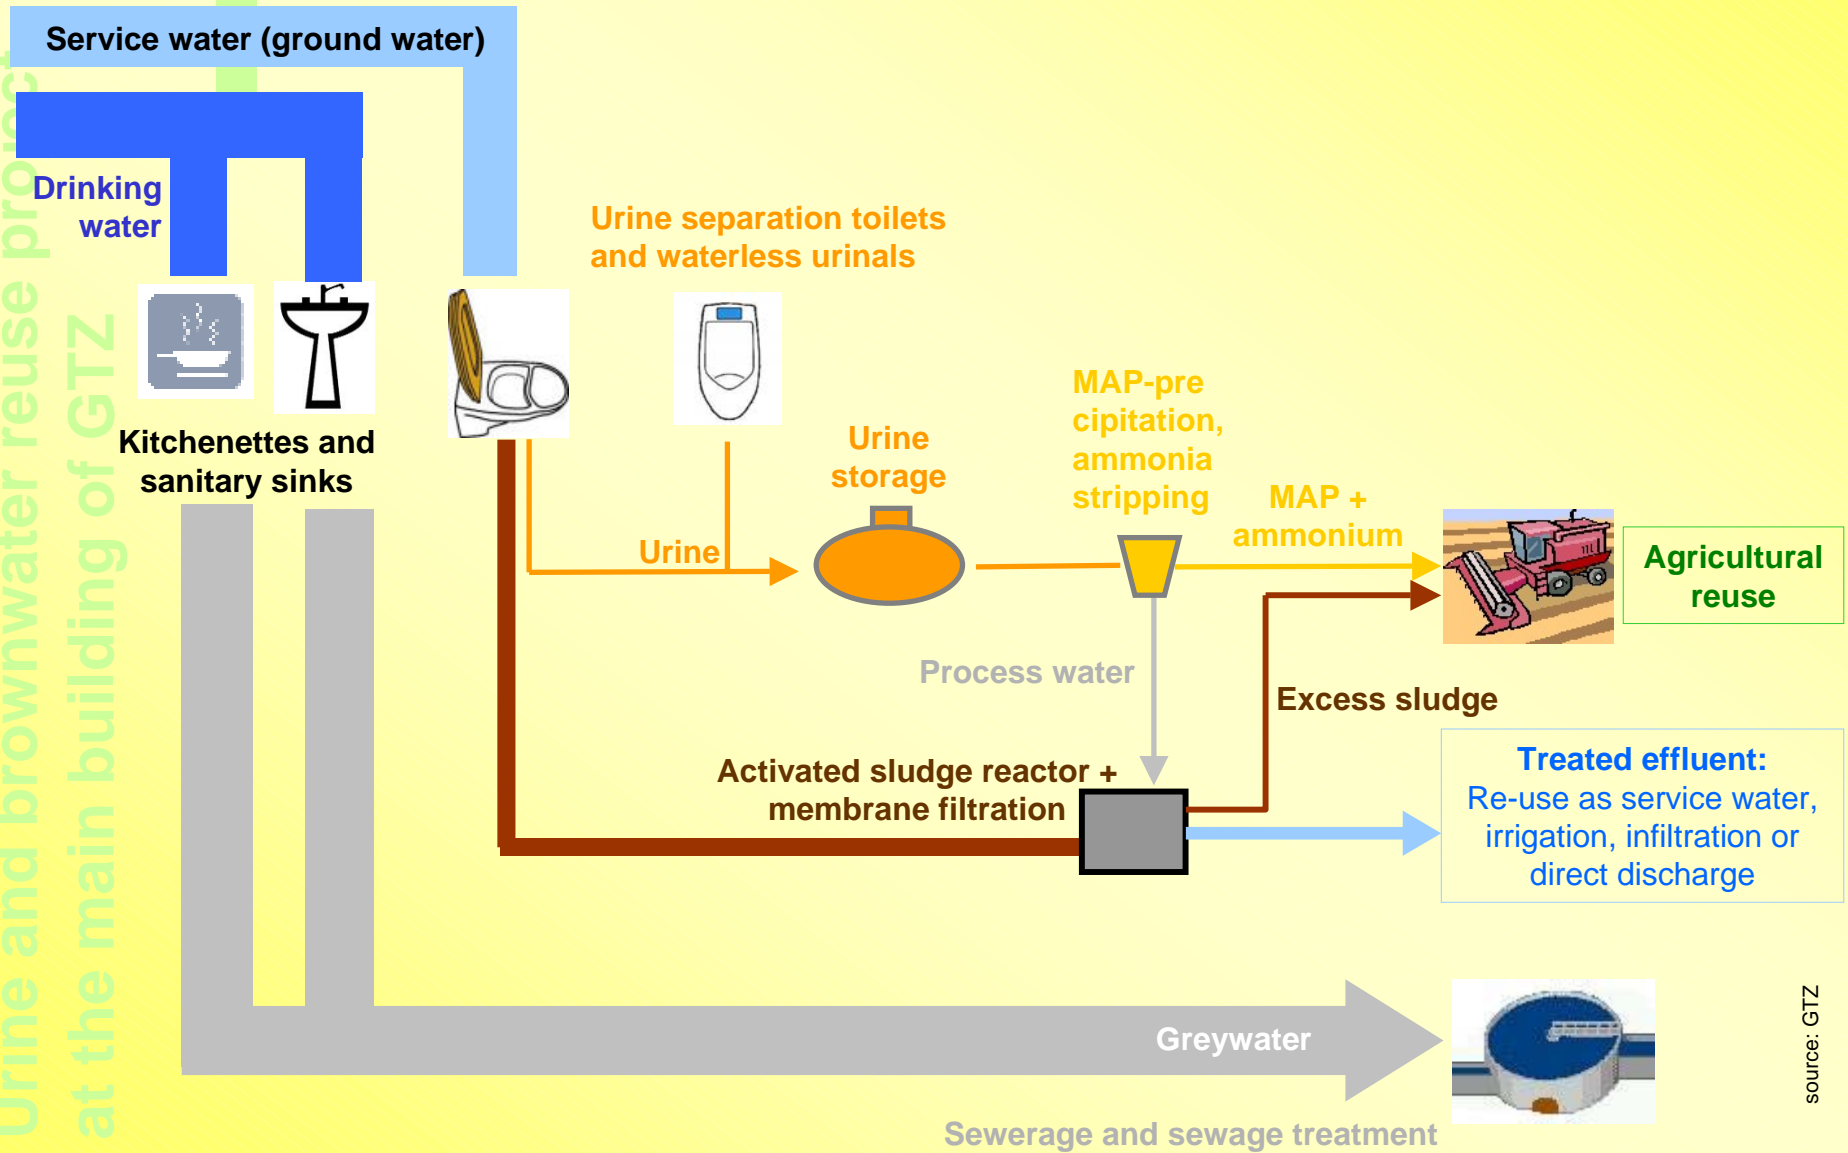 Urine and brownwater reuse project
at the main building of GTZ
Service water (ground water)
Drinking
water
Urine separation toilets
and waterless urinals
Kitchenettes and
sanitary sinks
Urine
storage
MAP-pre
cipitation,
ammonia
stripping
MAP +
ammonium
Urine
Agricultural
reuse
Process water
Excess sludge
Activated sludge reactor +
membrane filtration
Treated effluent:
Re-use as service water,
irrigation, infiltration or
direct discharge
Greywater
Sewerage and sewage treatment
source: GTZ